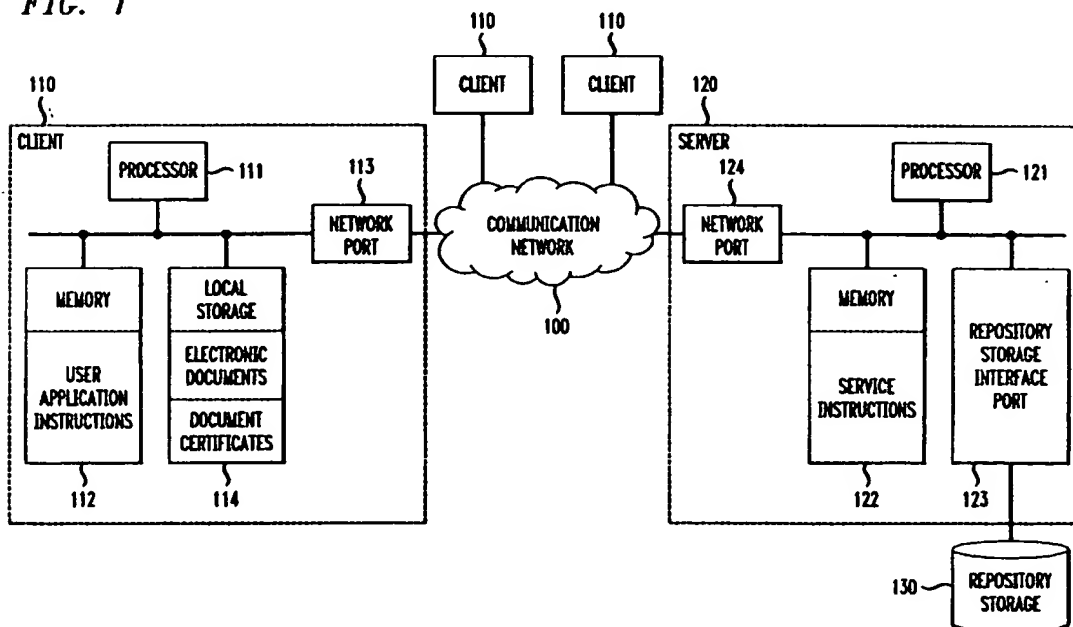 FIG. 1
110
110
CLIENT
CLIENT
110
120
CLIENT
PROCESSOR
111
113
NETWORK
PORT
COMMUNICATION
NETWORK
100
SERVER
124
NETWORK
PORT
PROCESSOR
121
MEMORY
USER
APPLICATION
INSTRUCTIONS
112
LOCAL
STORAGE
ELECTRONIC
DOCUMENTS
DOCUMENT
CERTIFICATES
114
MEMORY
SERVICE
INSTRUCTIONS
122
REPOSITORY
STORAGE
INTERFACE
PORT
123
130
REPOSITORY
STORAGE